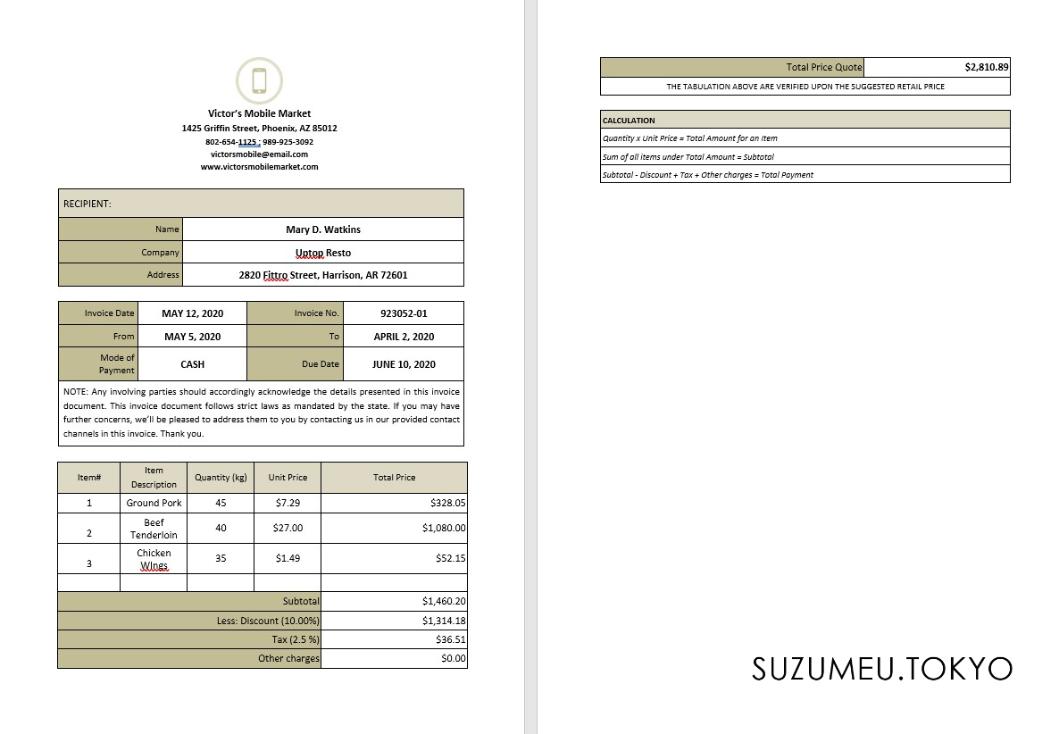 Victor's Mobile Market
1425 Griffin Street, Phoenix, AZ 85012
802-654-1125 ; 989-925-3092
victorsmobile@email.com
www.victorsmobilemarket.com
RECIPIENT:
Name Mary D. Watkins
Company Uptop Resto
Address 2820 Fittro Street, Harrison, AR 72601
Invoice Date MAY 12, 2020 Invoice No. 923052-01
From MAY 5, 2020 To APRIL 2, 2020
Mode of
Payment CASH Due Date JUNE 10, 2020
NOTE: Any involving parties should accordingly acknowledge the details presented in this invoice
document. This invoice document follows strict laws as mandated by the state. If you may have
further concerns, we'll be pleased to address them to you by contacting us in our provided contact
channels in this invoice. Thank you.
Item# Item
Description Quantity (kg) Unit Price Total Price
1 Ground Pork 45 $7.29 $328.05
2 Beef
Tenderloin 40 $27.00 $1,080.00
3 Chicken
WIngs 35 $1.49 $52.15
Subtotal $1,460.20
Less: Discount (10.00%) $1,314.18
Tax (2.5 %) $36.51
Other charges $0.00
Total Price Quote $2,810.89
THE TABULATION ABOVE ARE VERIFIED UPON THE SUGGESTED RETAIL PRICE
CALCULATION
Quantity x Unit Price = Total Amount for an Item
Sum of all items under Total Amount = Subtotal
Subtotal - Discount + Tax + Other charges = Total Payment
SUZUMEU.TOKYO